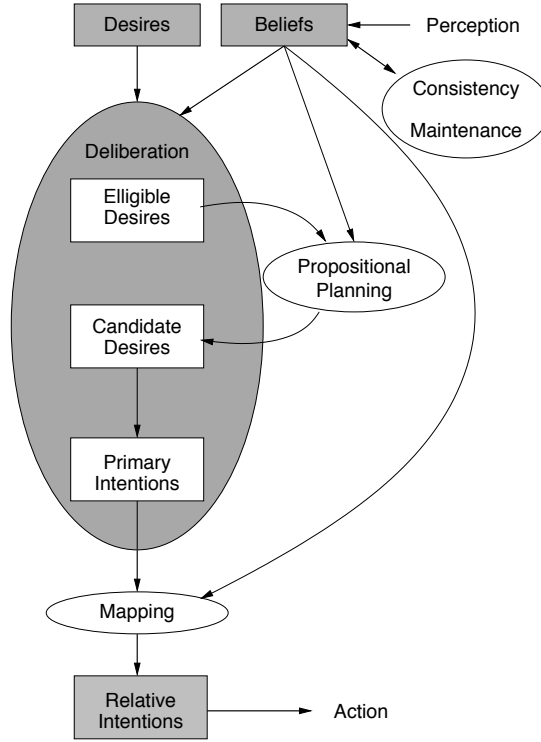 Desires
Beliefs
Perception
Consistency
Maintenance
Deliberation
Elligible
Desires
Propositional
Planning
Candidate
Desires
Primary
Intentions
Mapping
Relative
Intentions
Action